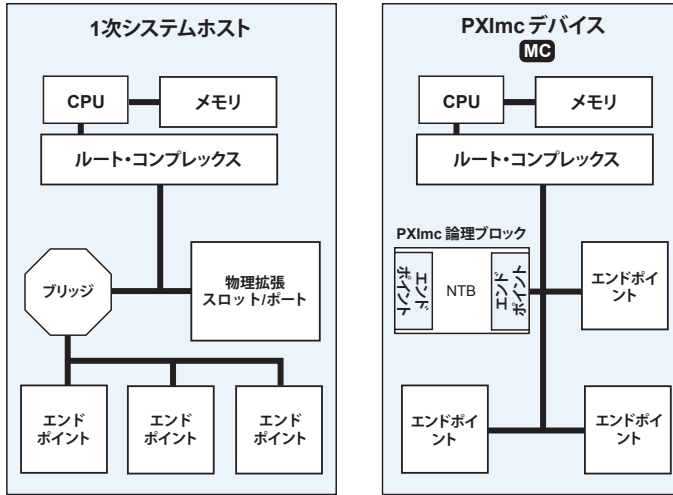 1次システムホスト
CPU
メモリ
ルート・コンプレックス
ブリッジ
物理拡張
スロット/ポート
エンド
ポイント
エンド
ポイント
エンド
ポイント
PXImc デバイス
MC
CPU
メモリ
ルート・コンプレックス
PXImc 論理ブロック
エンド
ポイント
NTB
エンド
ポイント
エンドポイ
ント
エンドポイ
ント
エンドポイ
ント